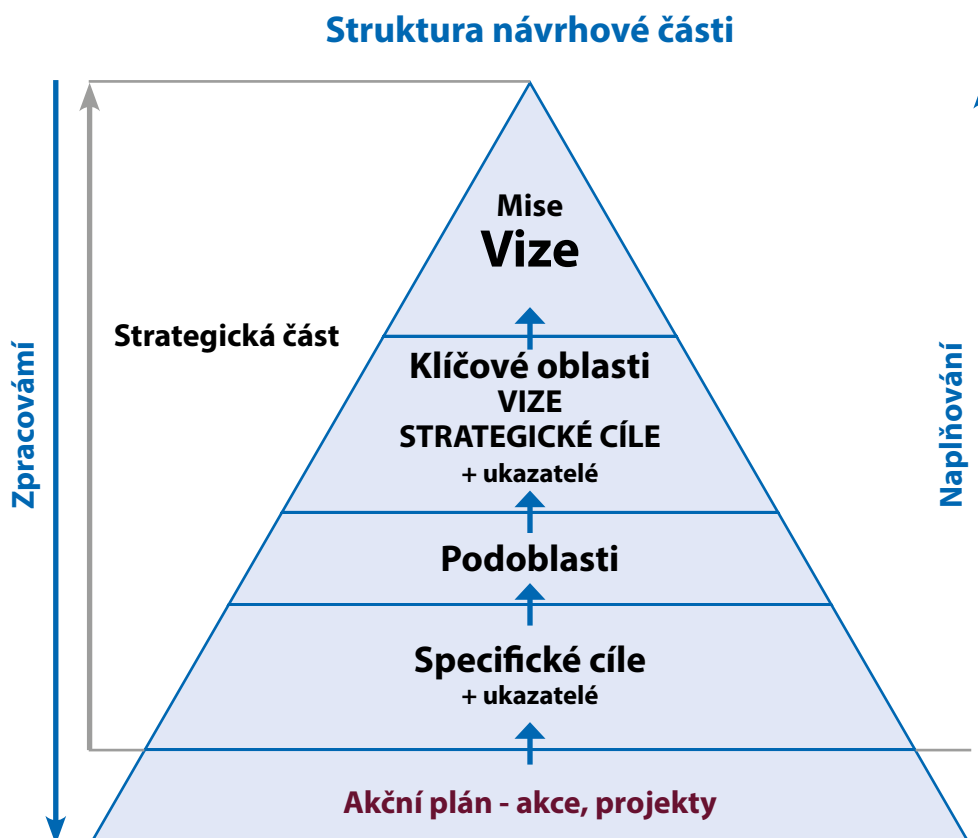 Struktura návrhové části
Mise
Vize
Strategická část
Klíčové oblasti
VIZE
STRATEGICKÉ CÍLE
+ ukazatelé
Podoblasti
Specifické cíle
+ ukazatelé
Akční plán - akce, projekty
Zpracovámí
Naplňování